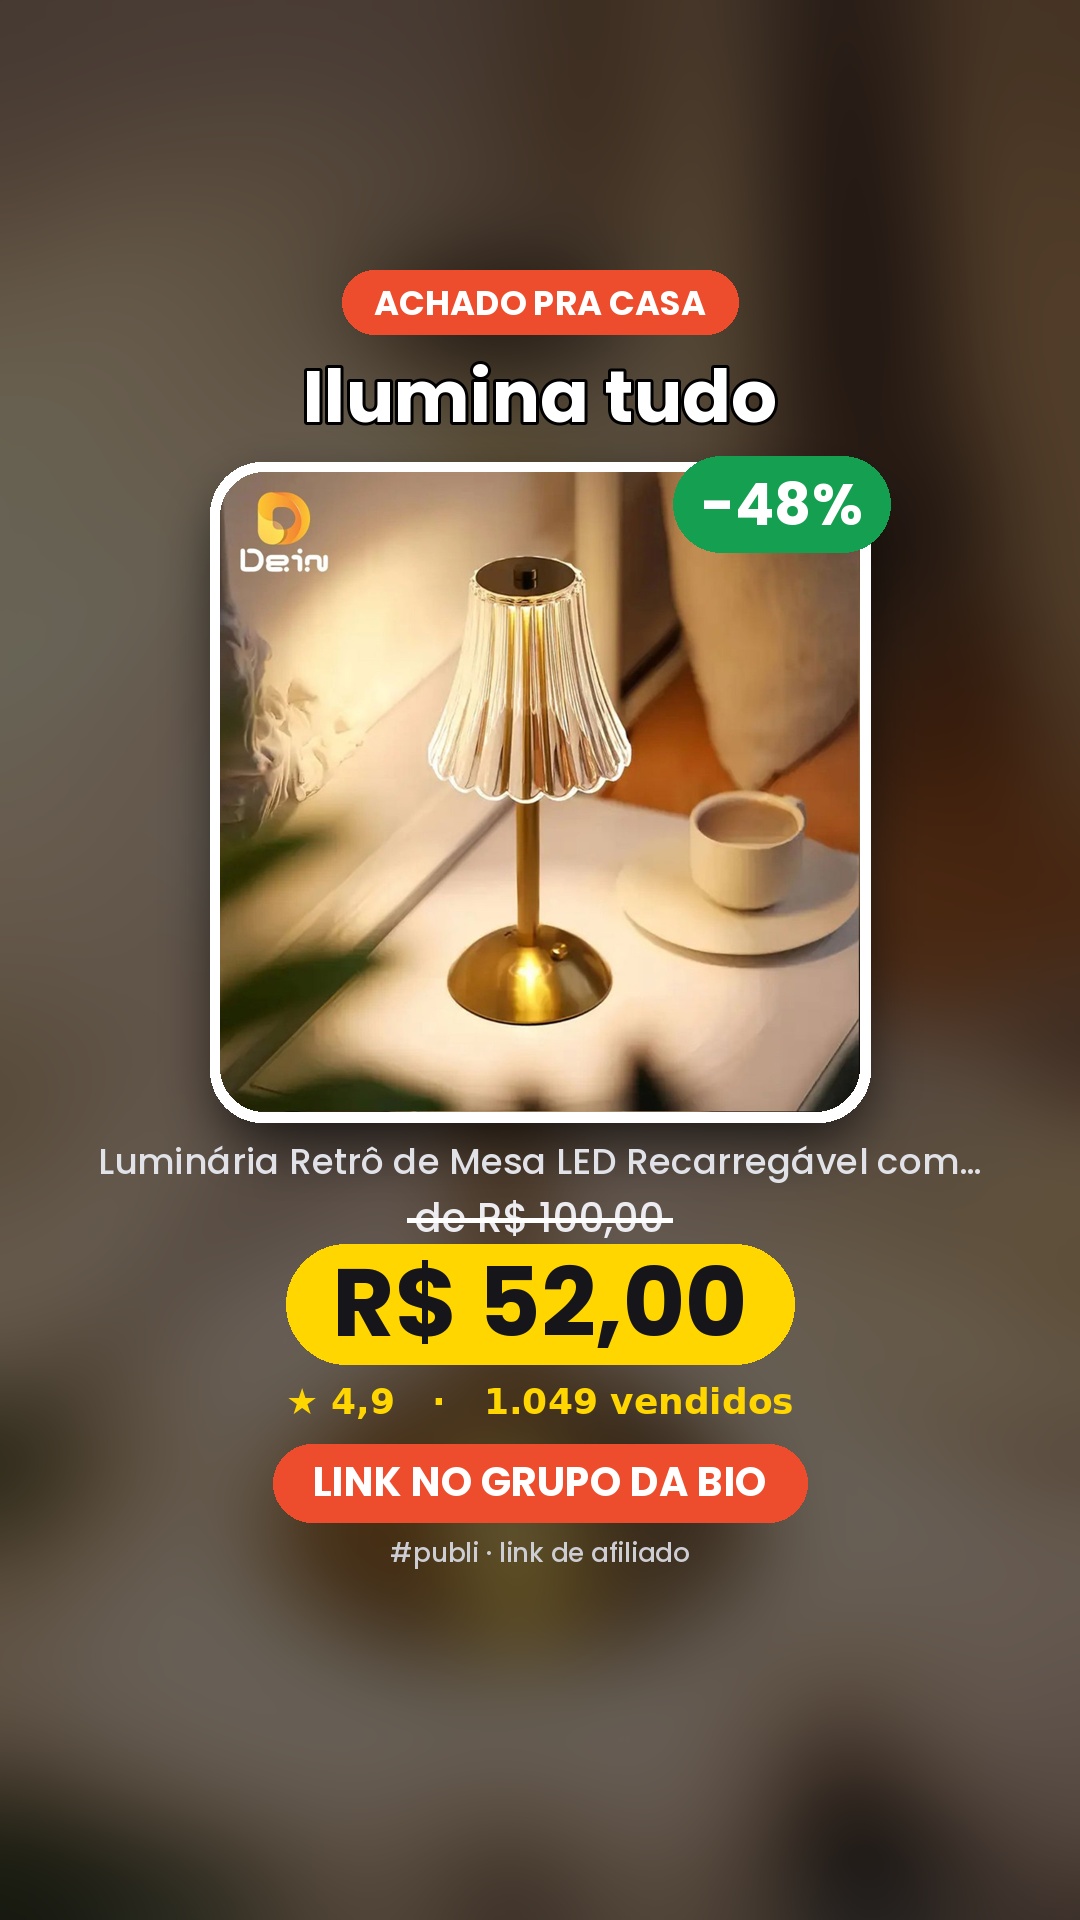 ACHADO PRA CASA
Ilumina tudo
-48%
Dein
Luminária Retrô de Mesa LED Recarregável com...
de R$ 100,00
R$ 52,00
★ 4,9 · 1.049 vendidos
LINK NO GRUPO DA BIO
#publi · link de afiliado